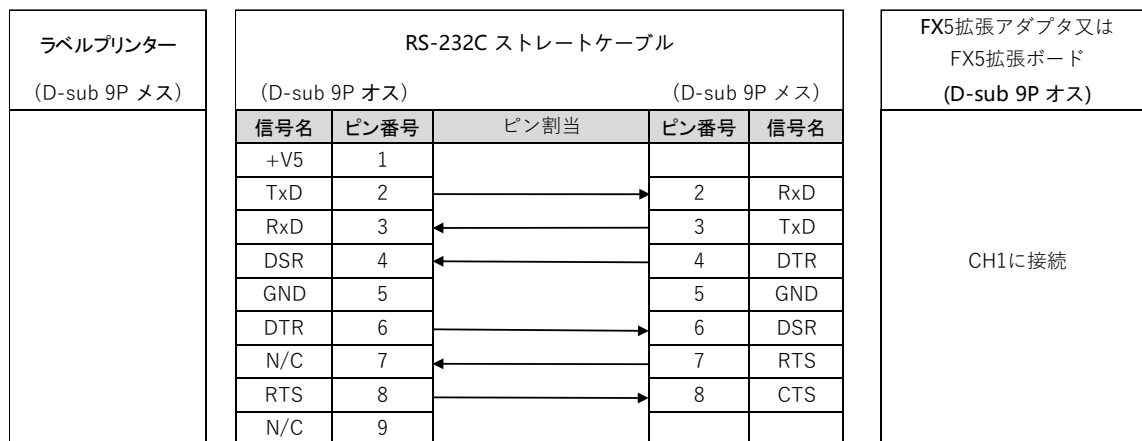 ラベルプリンター
（D-sub 9P メス）
RS-232C ストレートケーブル
（D-sub 9P オス）
（D-sub 9P メス）
FX5拡張アダプタ又は
FX5拡張ボード
(D-sub 9P オス)
信号名 ピン番号 ピン割当 ピン番号 信号名
+V5 1
TxD 2 2 RxD
RxD 3 3 TxD
DSR 4 4 DTR
GND 5 5 GND
DTR 6 6 DSR
N/C 7 7 RTS
RTS 8 8 CTS
N/C 9
CH1に接続